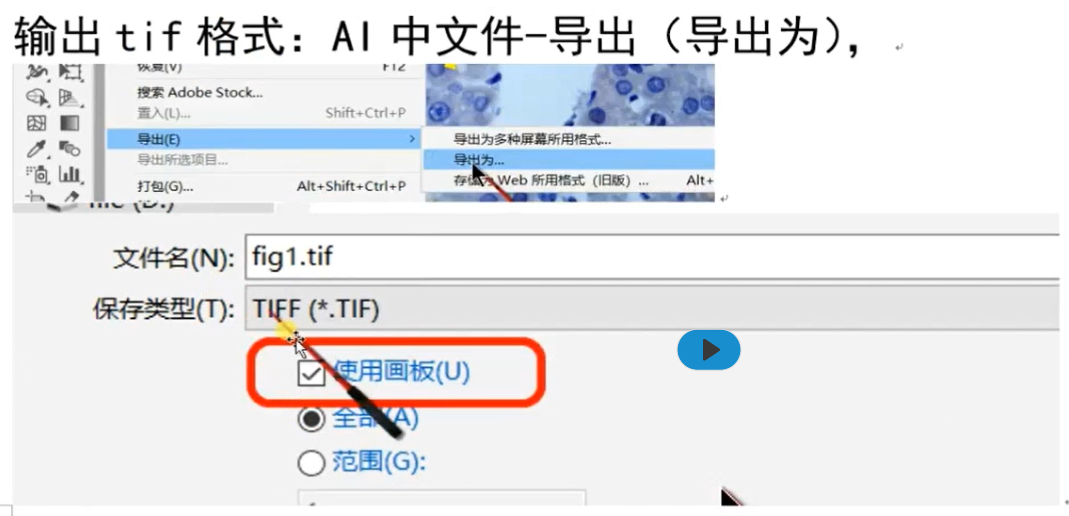 输出 tif 格式：AI 中文件-导出（导出为），
恢复(V) F12
搜索 Adobe Stock...
置入(L)... Shift+Ctrl+P
导出(E) > 导出为多种屏幕所用格式...
导出所选项目... 导出为...
打包(G)... Alt+Shift+Ctrl+P 存储为 Web 所用格式（旧版）... Alt+
文件名(N): fig1.tif
保存类型(T): TIFF (*.TIF)
使用画板(U)
全部(A)
范围(G):